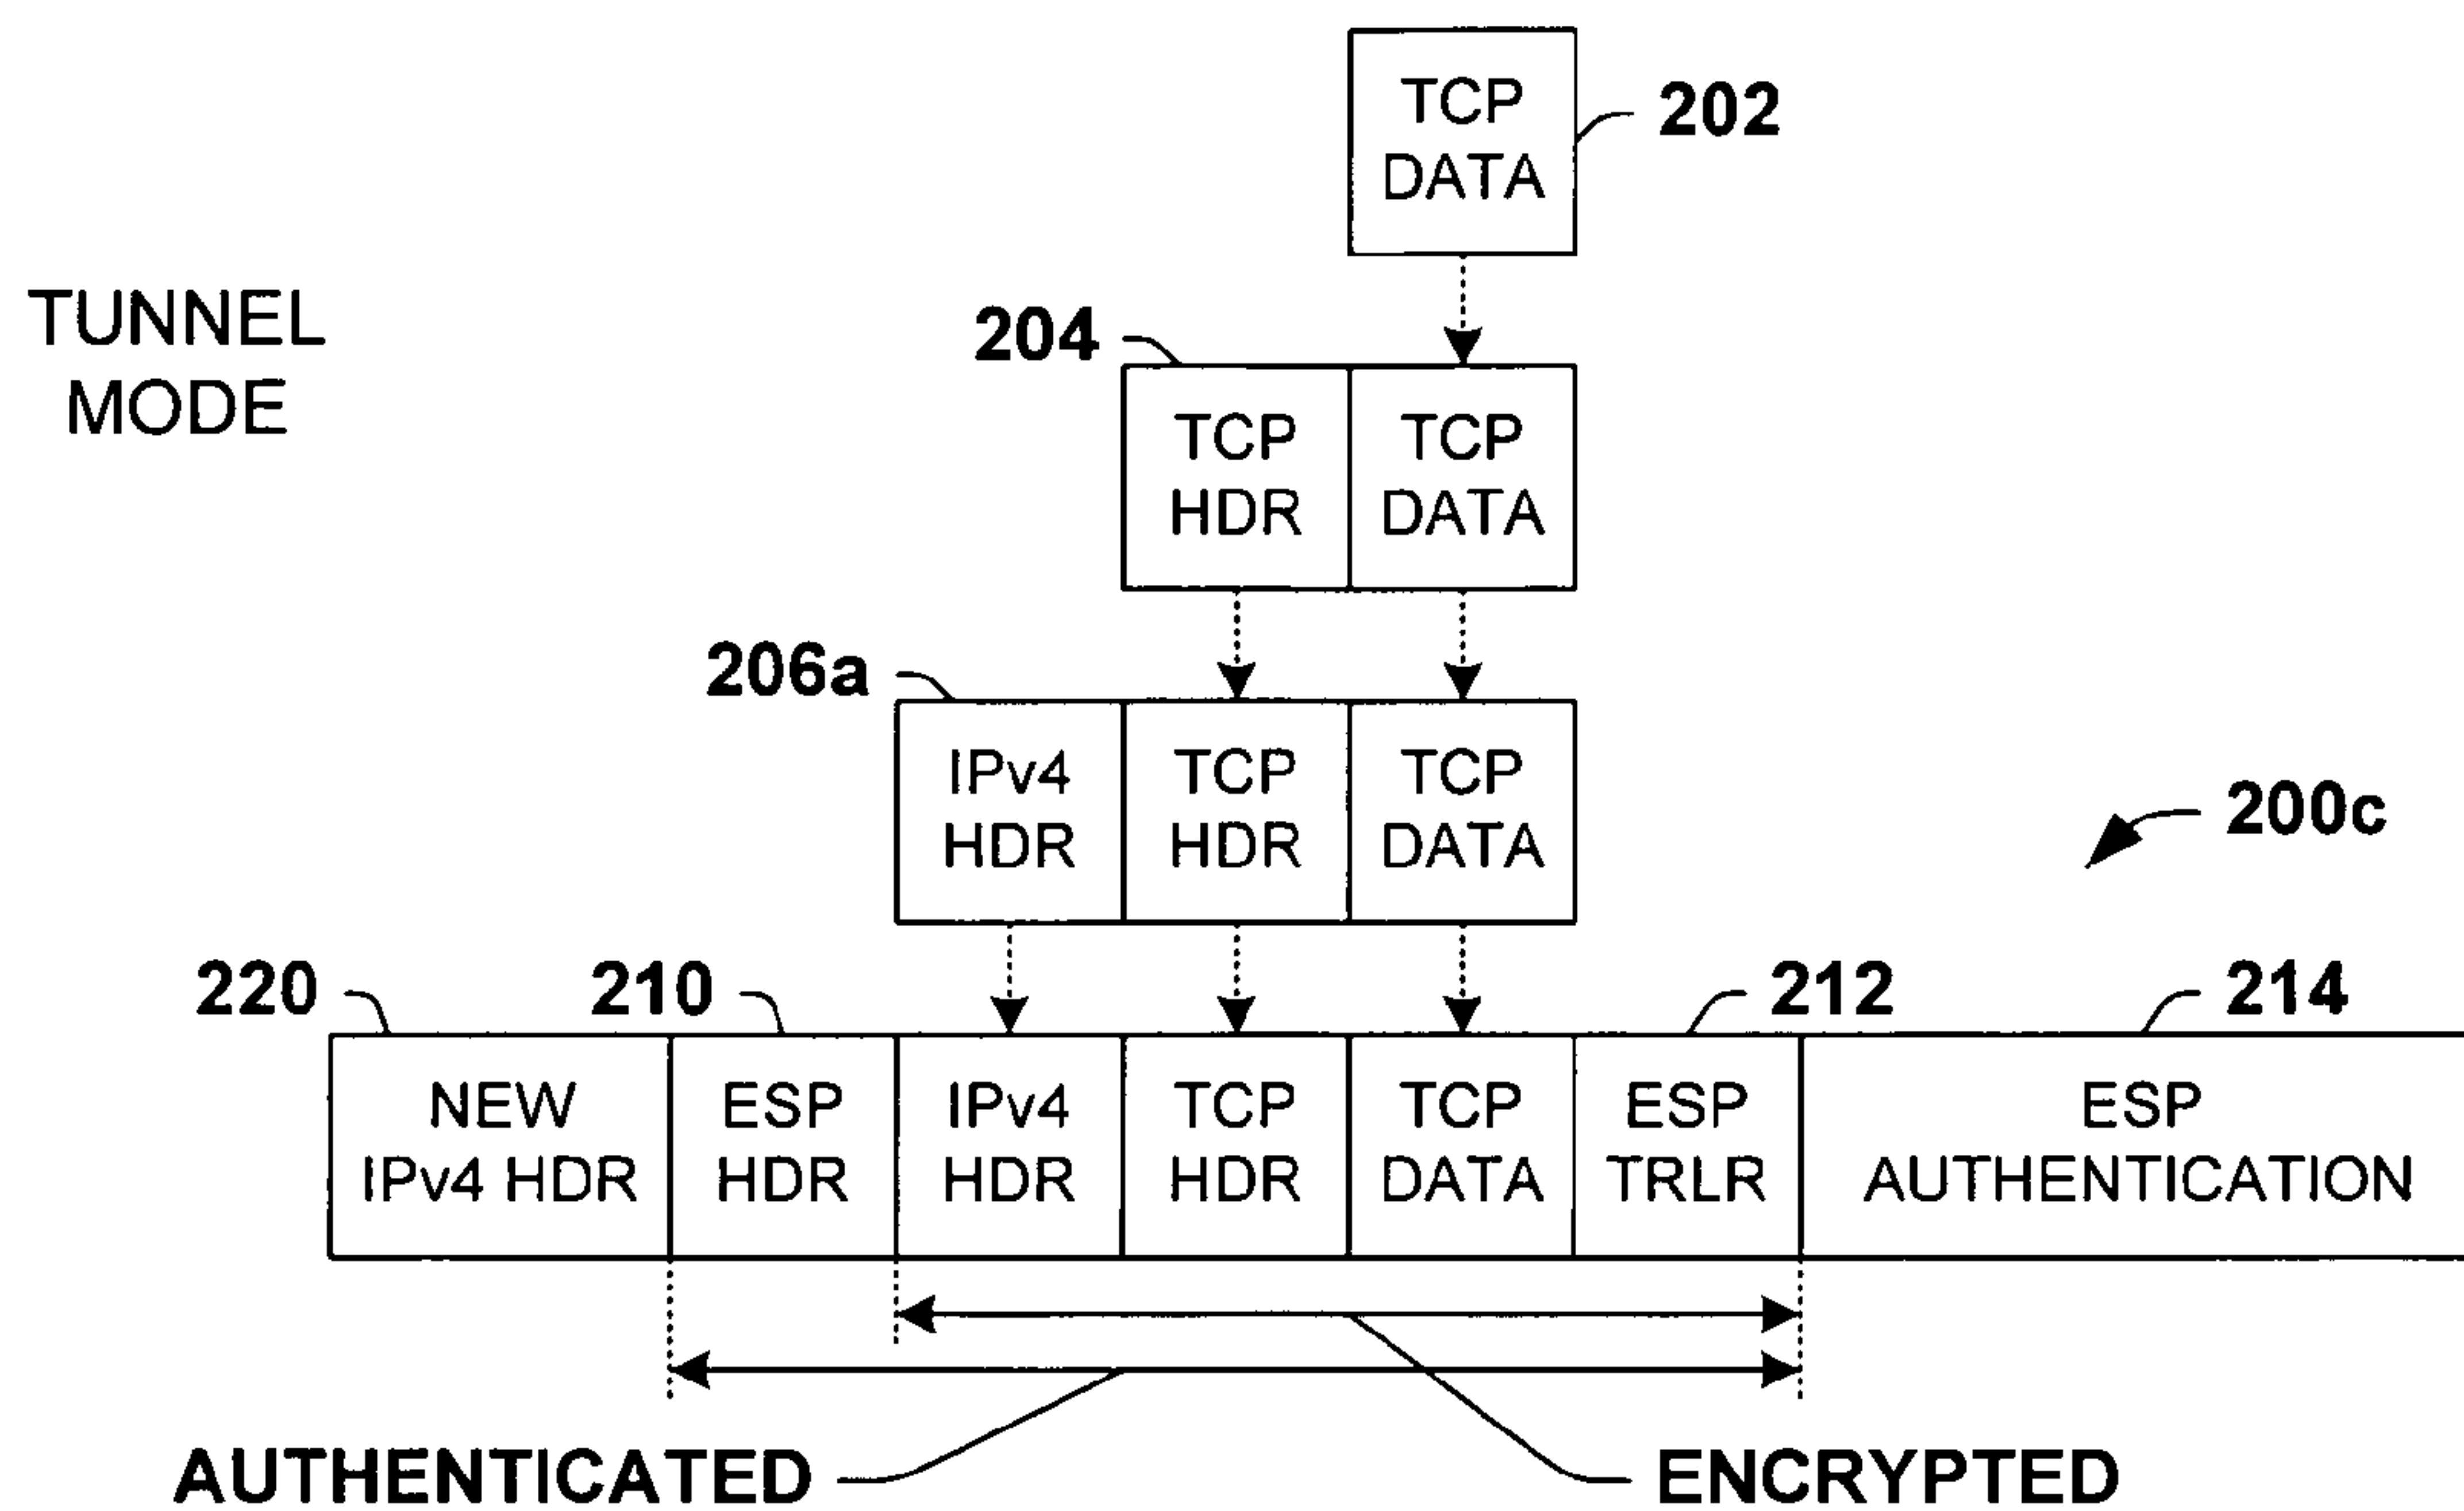 TCP
DATA
202
TUNNEL
MODE
204
TCP
HDR
TCP
DATA
206a
IPv4
HDR
TCP
HDR
TCP
DATA
200c
220
210
212
214
NEW
IPv4 HDR
ESP
HDR
IPv4
HDR
TCP
HDR
TCP
DATA
ESP
TRLR
ESP
AUTHENTICATION
AUTHENTICATED
ENCRYPTED